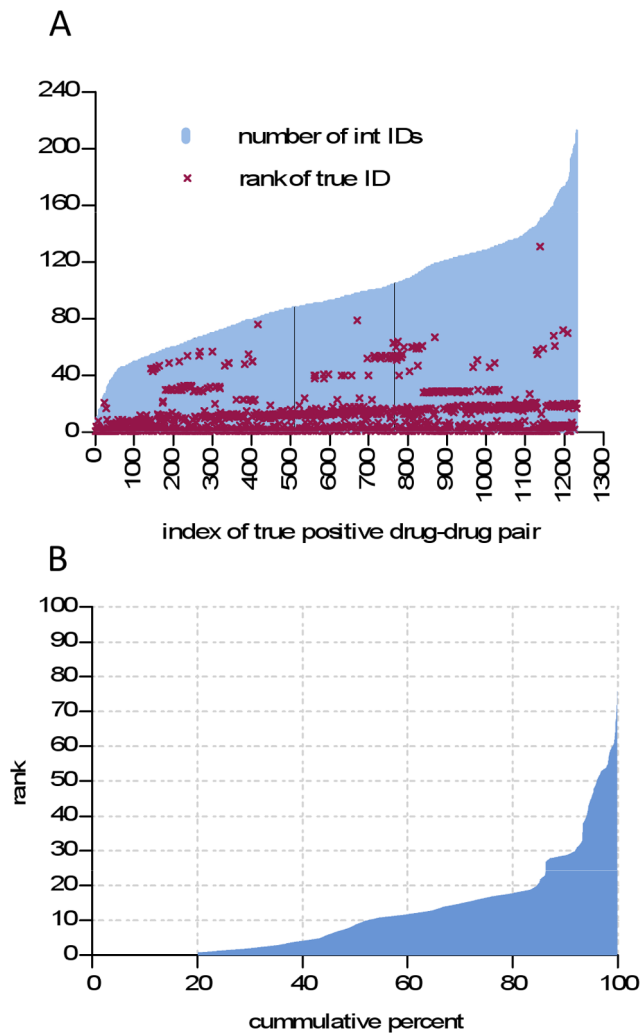 A
240
200
160
120
80
40
0
number of int IDs
rank of true ID
0 100 200 300 400 500 600 700 800 900 1000 1100 1200 1300
index of true positive drug-drug pair
B
100
90
80
70
60
50
40
30
20
10
0
rank
0 20 40 60 80 100
cummulative percent